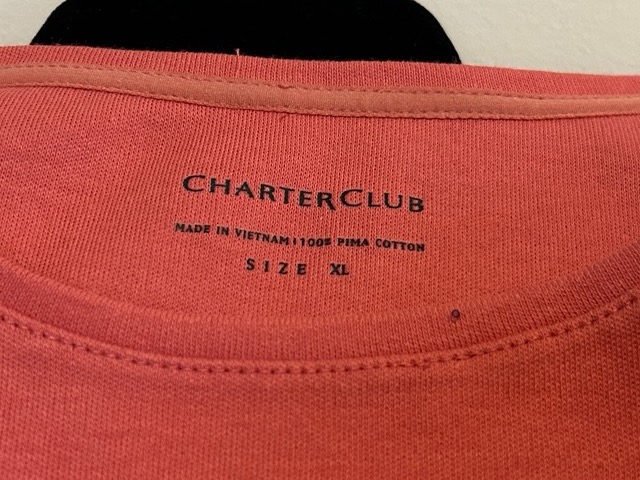 CHARTER CLUB
MADE IN VIETNAM | 100% PIMA COTTON
SIZE XL